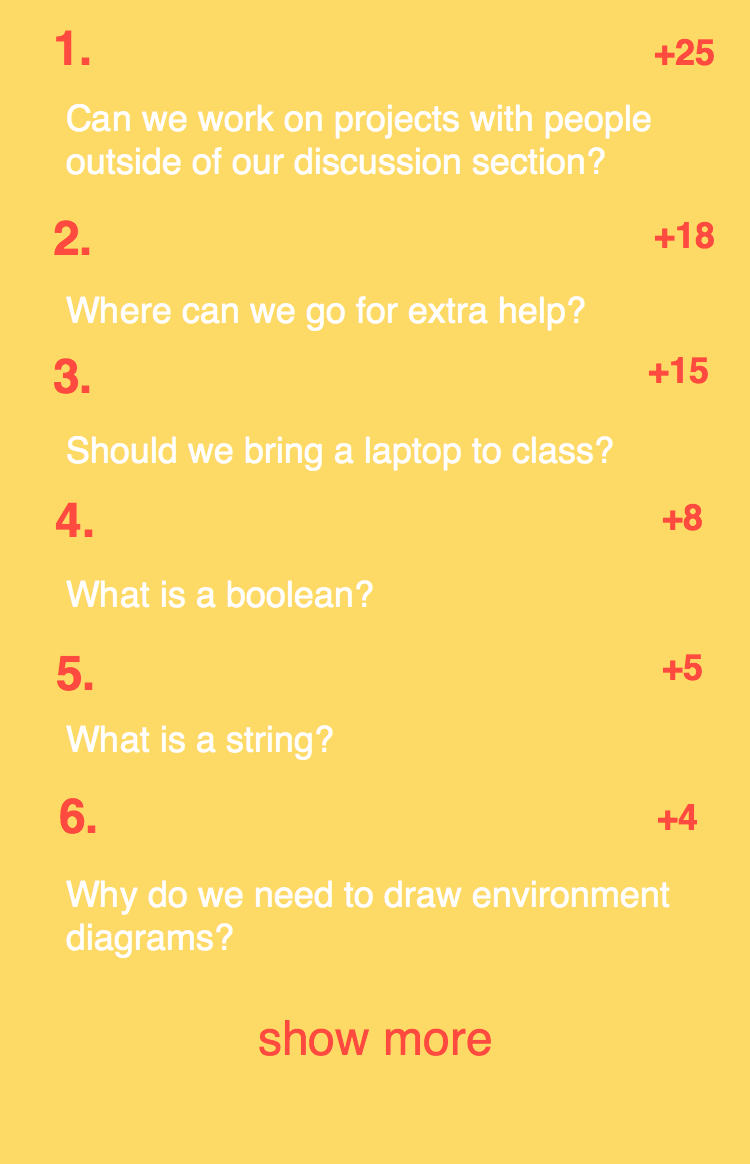 1. +25
Can we work on projects with people
outside of our discussion section?
2. +18
Where can we go for extra help?
3. +15
Should we bring a laptop to class?
4. +8
What is a boolean?
5. +5
What is a string?
6. +4
Why do we need to draw environment
diagrams?
show more